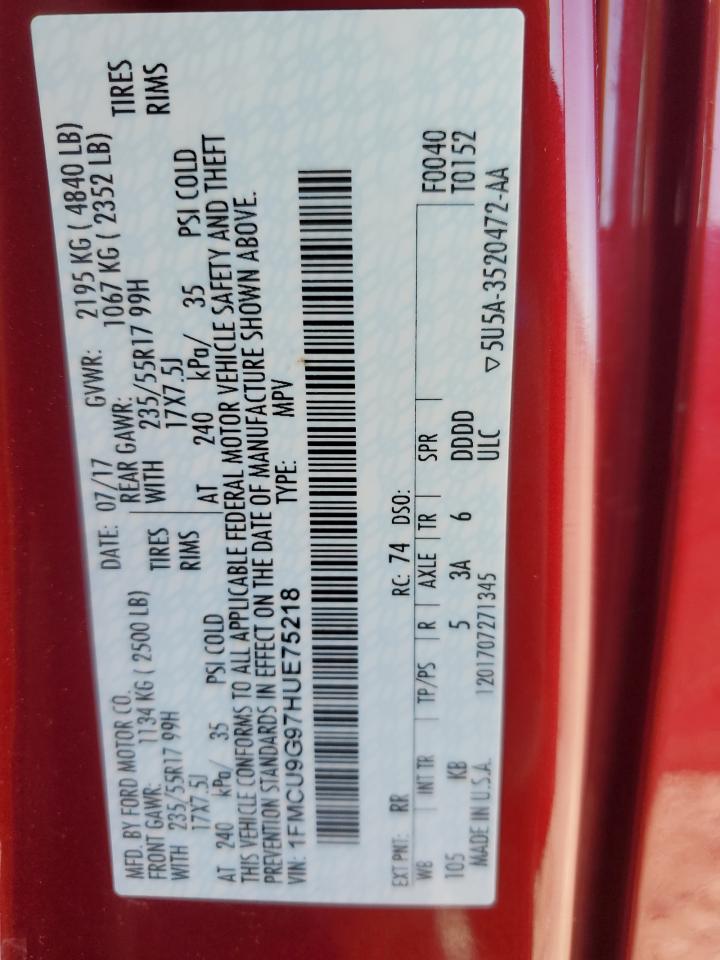 MFD. BY FORD MOTOR CO.
DATE: 07/17 GVWR: 2195 KG ( 4840 LB)
FRONT GAWR: 1134 KG ( 2500 LB) REAR GAWR: 1067 KG ( 2352 LB)
WITH 235/55R17 99H TIRES WITH 235/55R17 99H TIRES
17X7.5J RIMS 17X7.5J RIMS
AT 240 kPa/ 35 PSI COLD AT 240 kPa/ 35 PSI COLD
THIS VEHICLE CONFORMS TO ALL APPLICABLE FEDERAL MOTOR VEHICLE SAFETY AND THEFT
PREVENTION STANDARDS IN EFFECT ON THE DATE OF MANUFACTURE SHOWN ABOVE.
VIN: 1FMCU9G97HUE75218 TYPE: MPV
EXT PNT: RR RC: 74 DSO: F0040
WB INT TR TP/PS R AXLE TR SPR T0152
105 KB 5 3A 6 DDDD
MADE IN U.S.A. 1201707271345 ULC ▽ 5U5A-3520472-AA